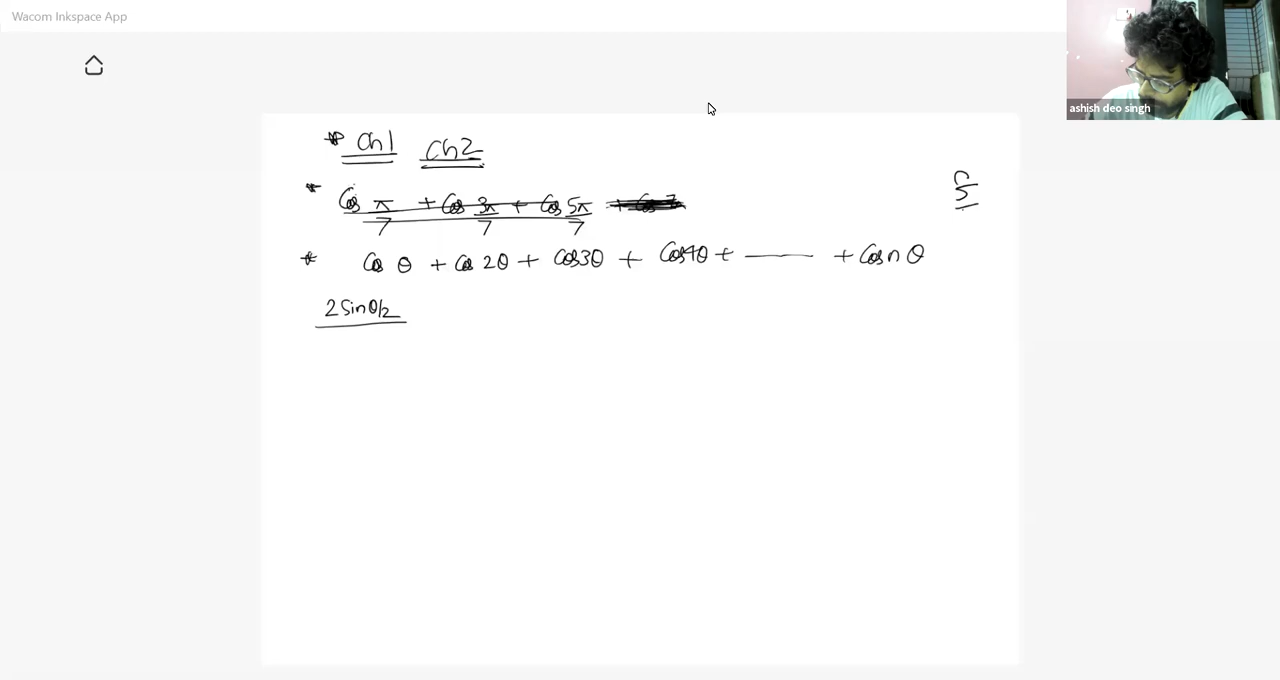 Wacom Inkspace App
ashish deo singh
* Ch1 Ch2
* Cos π/7 + Cos 3π/7 + Cos 5π/7
* Cos θ + Cos 2θ + Cos3θ + Cos4θ + ―― + Cos n θ
2 Sinθ/2